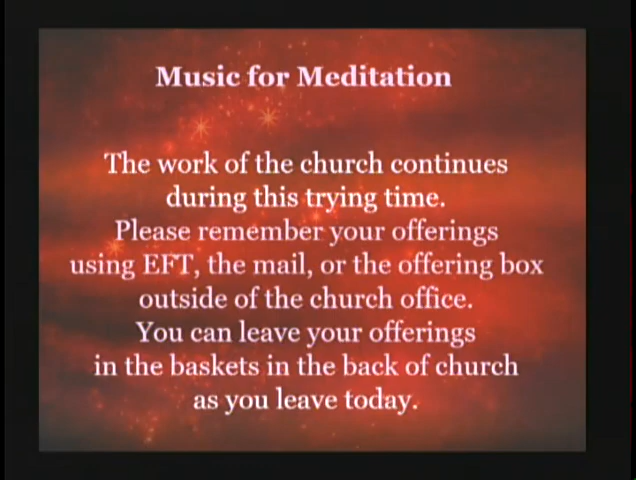 Music for Meditation
The work of the church continues
during this trying time.
Please remember your offerings
using EFT, the mail, or the offering box
outside of the church office.
You can leave your offerings
in the baskets in the back of church
as you leave today.